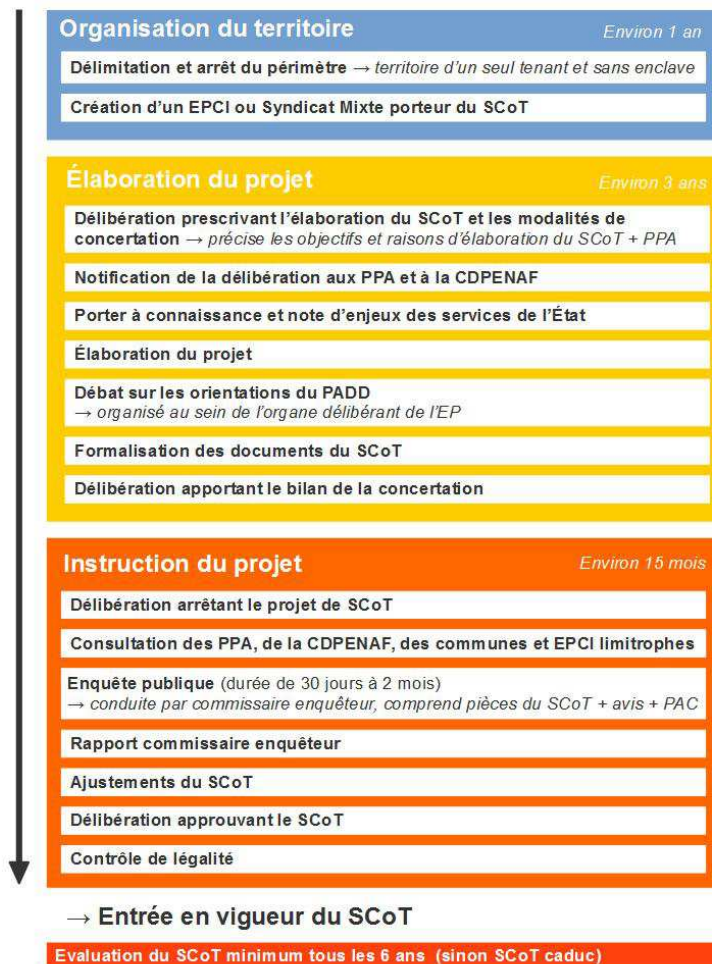 Organisation du territoire
Environ 1 an
Délimitation et arrêt du périmètre → territoire d'un seul tenant et sans enclave
Création d'un EPCI ou Syndicat Mixte porteur du SCoT
Élaboration du projet
Environ 3 ans
Délibération prescrivant l'élaboration du SCoT et les modalités de
concertation → précise les objectifs et raisons d'élaboration du SCoT + PPA
Notification de la délibération aux PPA et à la CDPENAF
Porter à connaissance et note d'enjeux des services de l'État
Élaboration du projet
Débat sur les orientations du PADD
→ organisé au sein de l'organe délibérant de l'EP
Formalisation des documents du SCoT
Délibération apportant le bilan de la concertation
Instruction du projet
Environ 15 mois
Délibération arrêtant le projet de SCoT
Consultation des PPA, de la CDPENAF, des communes et EPCI limitrophes
Enquête publique (durée de 30 jours à 2 mois)
→ conduite par commissaire enquêteur, comprend pièces du SCoT + avis + PAC
Rapport commissaire enquêteur
Ajustements du SCoT
Délibération approuvant le SCoT
Contrôle de légalité
→ Entrée en vigueur du SCoT
Evaluation du SCoT minimum tous les 6 ans (sinon SCoT caduc)